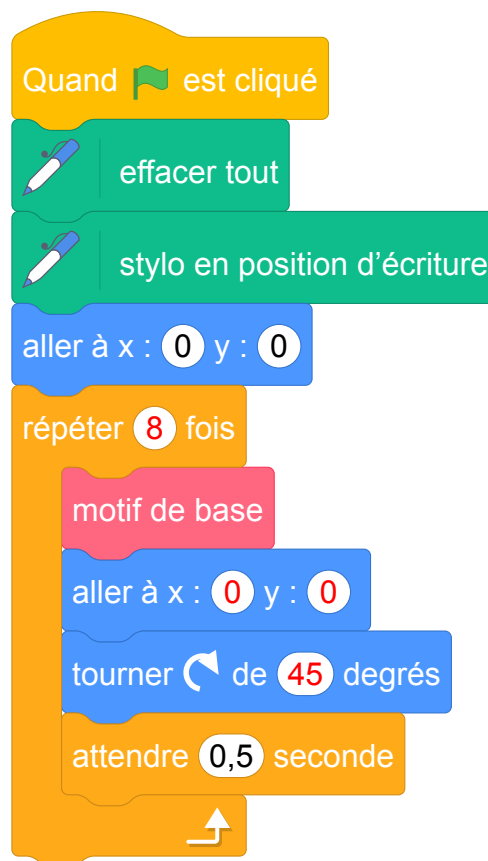 Quand est cliqué
effacer tout
stylo en position d’écriture
aller à x : 0 y : 0
répéter 8 fois
motif de base
aller à x : 0 y : 0
tourner de 45 degrés
attendre 0,5 seconde